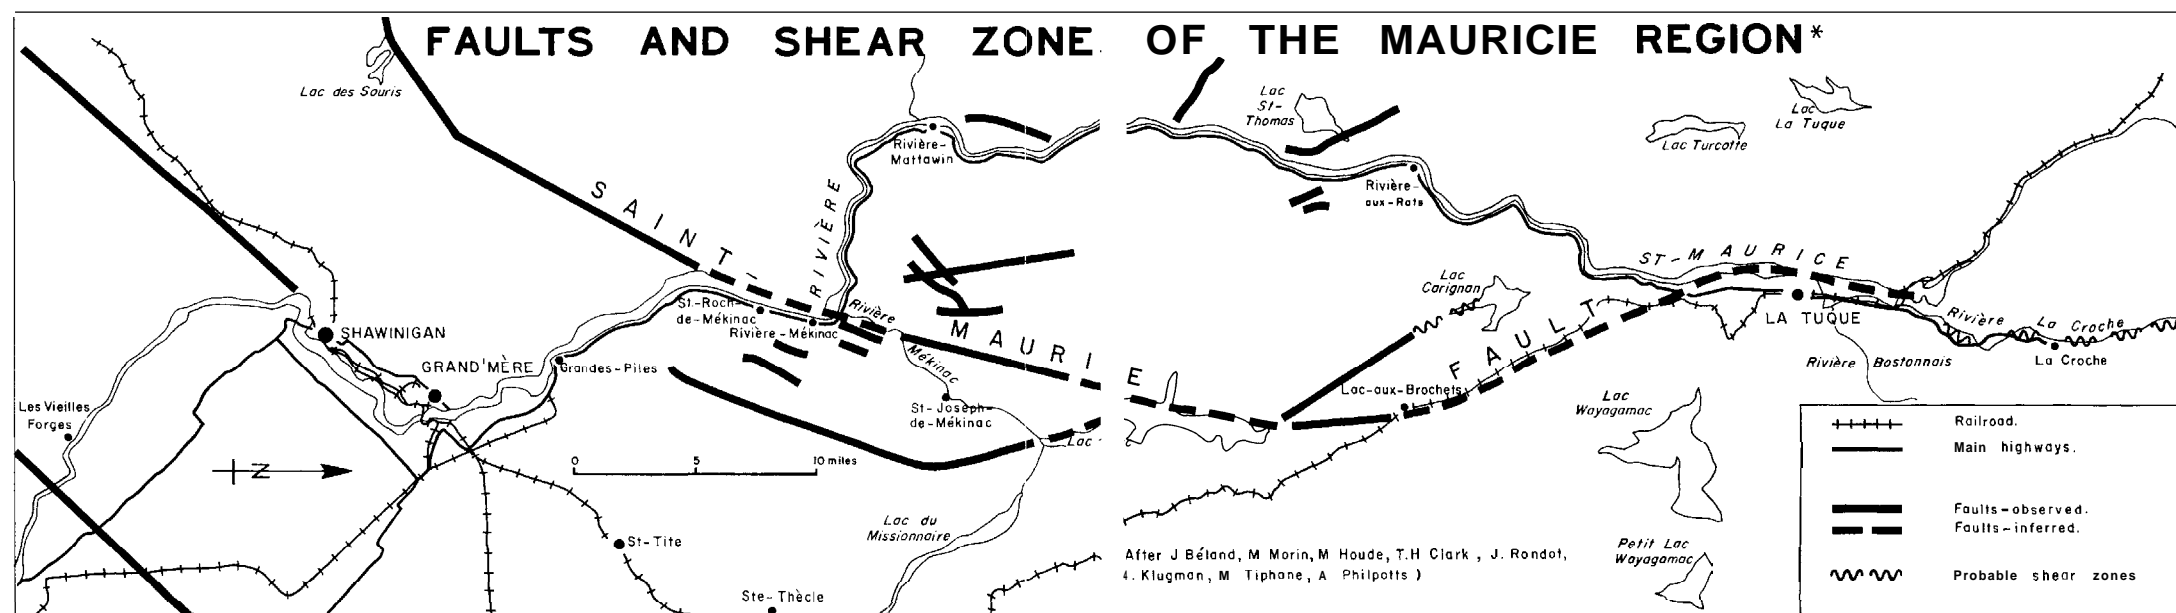 FAULTS AND SHEAR ZONE OF THE MAURICIE REGION*
Lac des Souris
Lac
St-
Thomas
Lac
La Tuque
Lac Turcotte
Rivière-
Mattawin
Rivière-
aux-Rats
SAINT-
RIVIÈRE
ST-MAURICE
Lac
Carignan
St-Roch-
de-Mékinac
Rivière-Mékinac
Rivière
Mékinac
MAURIE
FAULT
LA TUQUE
Rivière La Croche
La Croche
Rivière Bostonnais
SHAWINIGAN
GRAND'MÈRE
Grandes-Piles
Lac-aux-Brochets
Les Vieilles
Forges
St-Joseph-
de-Mékinac
Lac
Lac
Wayagamac
N
0 5 10 miles
Lac du
Missionnaire
St-Tite
Ste-Thècle
Petit Lac
Wayagamac
After J Béland, M Morin, M Houde, T.H Clark, J. Rondot,
4. Klugman, M Tiphane, A Philpotts )
Railroad.
Main highways.
Faults-observed.
Faults-inferred.
Probable shear zones